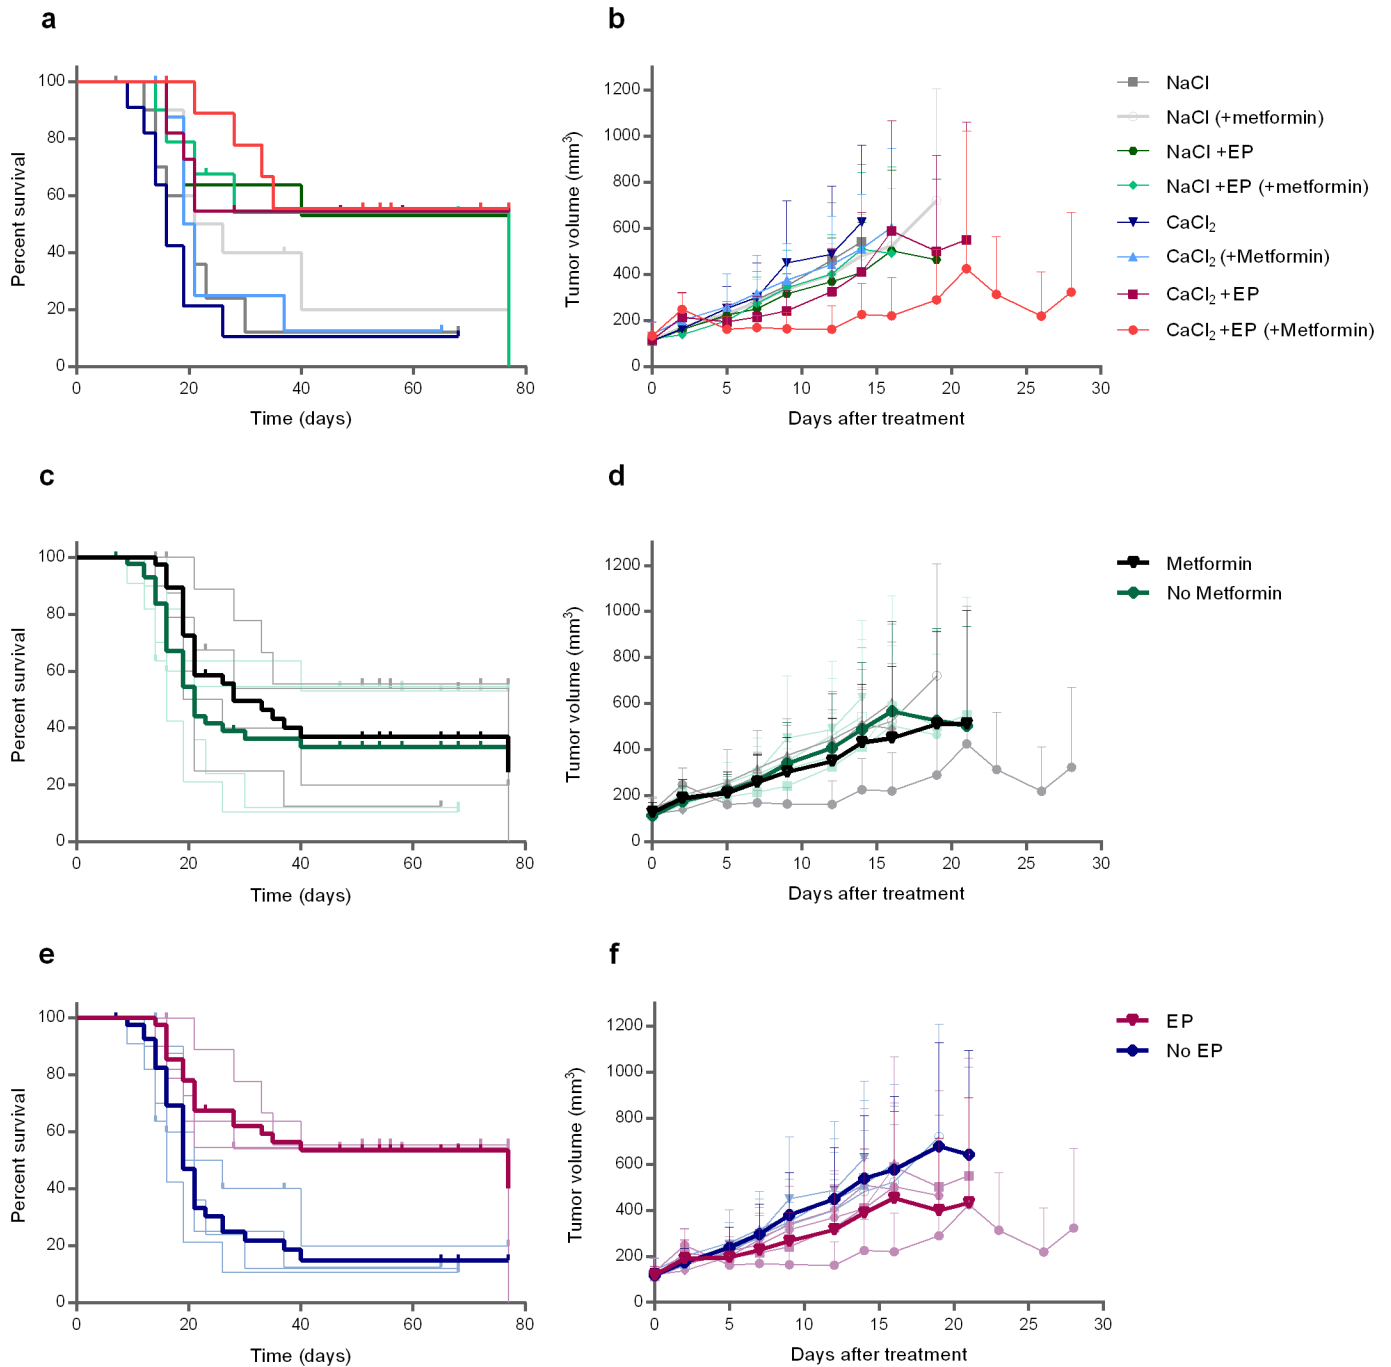 a
b
100
80
60
40
20
0
Percent survival
0 20 40 60 80
Time (days)
1200
1000
800
600
400
200
0
Tumor volume (mm³)
0 5 10 15 20 25 30
Days after treatment
NaCl
NaCl (+metformin)
NaCl +EP
NaCl +EP (+metformin)
CaCl₂
CaCl₂ (+Metformin)
CaCl₂ +EP
CaCl₂ +EP (+Metformin)
c
d
100
80
60
40
20
0
Percent survival
0 20 40 60 80
Time (days)
1200
1000
800
600
400
200
0
Tumor volume (mm³)
0 5 10 15 20 25 30
Days after treatment
Metformin
No Metformin
e
f
100
80
60
40
20
0
Percent survival
0 20 40 60 80
Time (days)
1200
1000
800
600
400
200
0
Tumor volume (mm³)
0 5 10 15 20 25 30
Days after treatment
EP
No EP